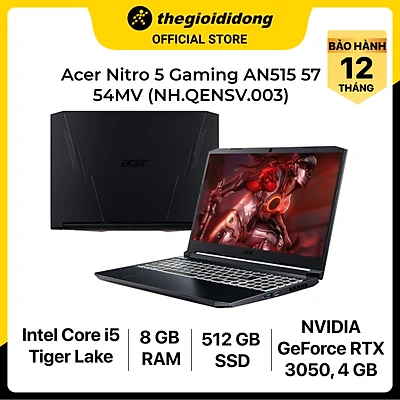 thegioididong
OFFICIAL STORE
BẢO HÀNH
12
THÁNG
Acer Nitro 5 Gaming AN515 57
54MV (NH.QENSV.003)
acer
acer
Intel Core i5
Tiger Lake
8 GB
RAM
512 GB
SSD
NVIDIA
GeForce RTX
3050, 4 GB